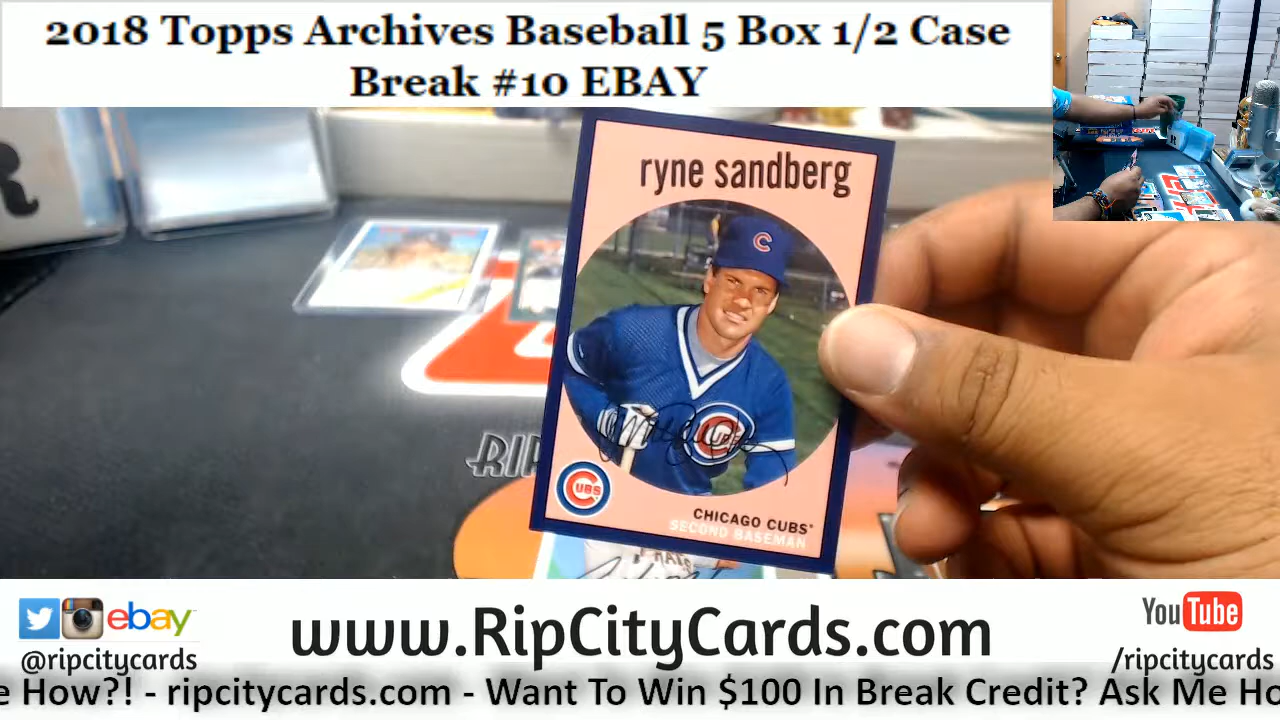 2018 Topps Archives Baseball 5 Box 1/2 Case
Break #10 EBAY
ryne sandberg
C
CUBS
CUBS
CHICAGO CUBS
SECOND BASEMAN
RIP
ebay
@ripcitycards
www.RipCityCards.com
YouTube
/ripcitycards
e How?! - ripcitycards.com - Want To Win $100 In Break Credit? Ask Me Ho